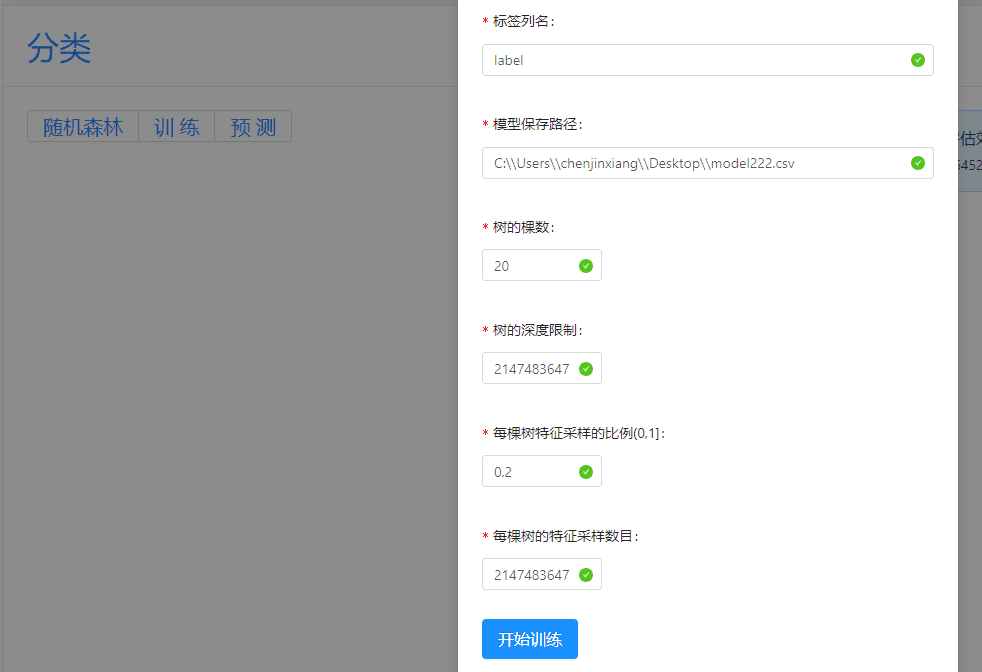 分类
随机森林
训 练
预 测
* 标签列名：
label
* 模型保存路径：
C:\\Users\\chenjinxiang\\Desktop\\model222.csv
* 树的棵数：
20
* 树的深度限制：
2147483647
* 每棵树特征采样的比例(0,1]：
0.2
* 每棵树的特征采样数目：
2147483647
开始训练
估
5452